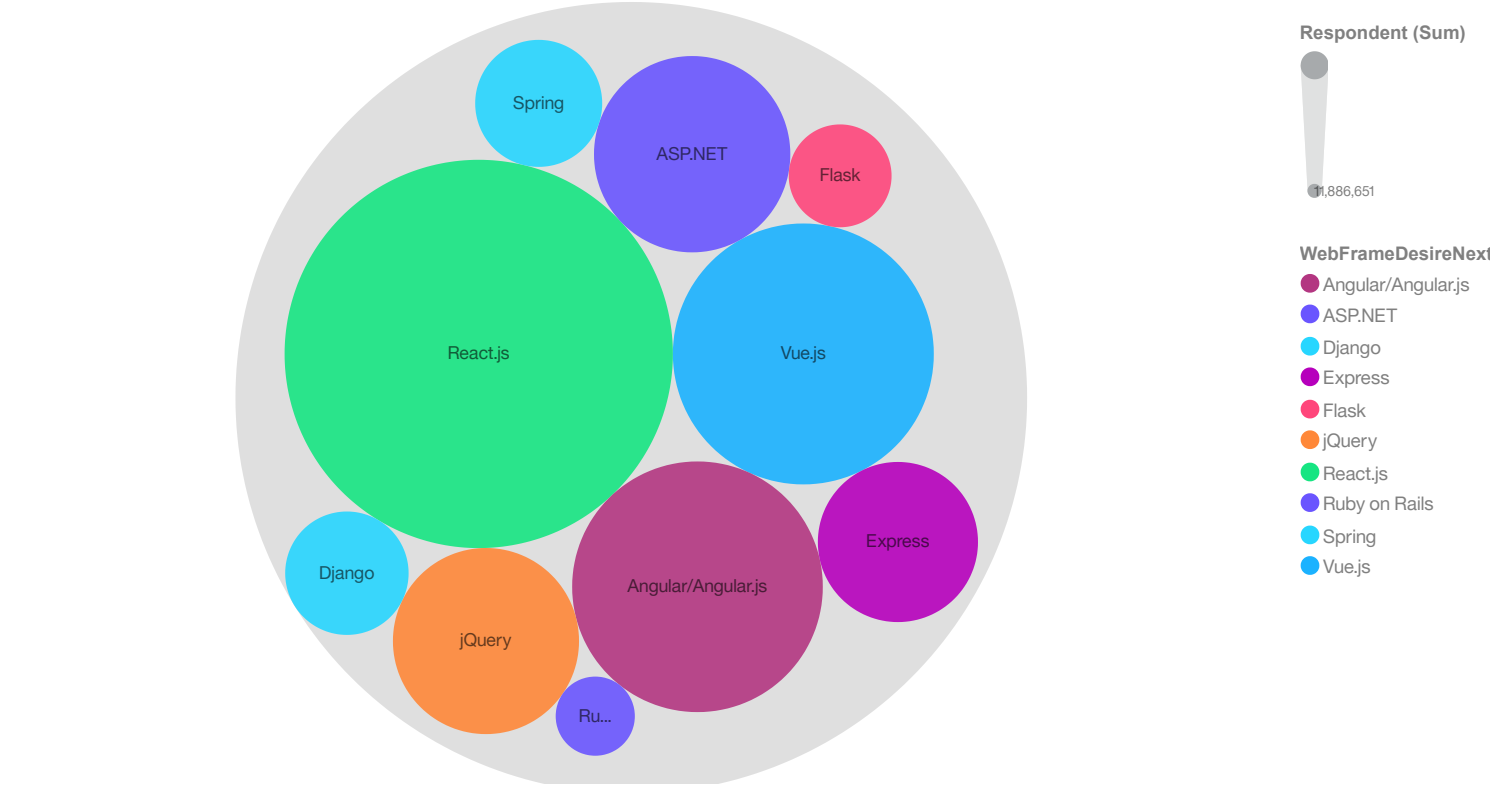 Spring
ASP.NET
Flask
React.js
Vue.js
Express
Django
Angular/Angular.js
jQuery
Ru...
Respondent (Sum)
11,886,651
WebFrameDesireNext
Angular/Angular.js
ASP.NET
Django
Express
Flask
jQuery
React.js
Ruby on Rails
Spring
Vue.js